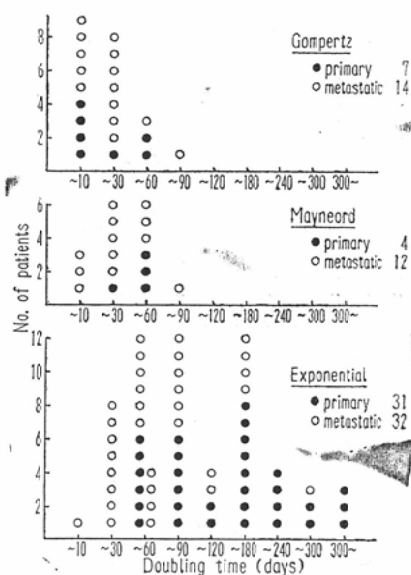 Gompertz
● primary 7
○ metastatic 14
8
6
4
2
~10 ~30 ~60 ~90 ~120 ~180 ~240 ~300 300~
Mayneord
● primary 4
○ metastatic 12
6
4
2
~10 ~30 ~60 ~90 ~120 ~180 ~240 ~300 300~
No. of patients
Exponential
● primary 31
○ metastatic 32
12
10
8
6
4
2
~10 ~30 ~60 ~90 ~120 ~180 ~240 ~300 300~
Doubling time (days)